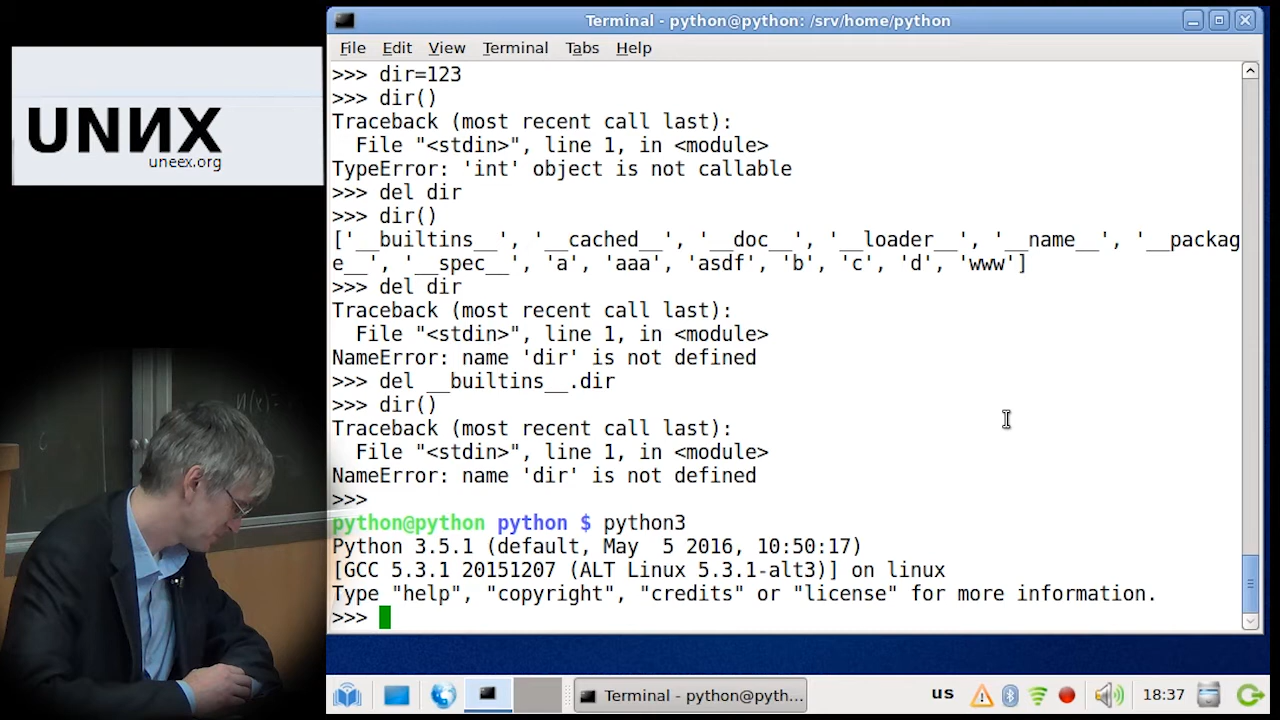 UNИX
uneex.org
Terminal - python@python: /srv/home/python
File Edit View Terminal Tabs Help
>>> dir=123
>>> dir()
Traceback (most recent call last):
  File "<stdin>", line 1, in <module>
TypeError: 'int' object is not callable
>>> del dir
>>> dir()
['__builtins__', '__cached__', '__doc__', '__loader__', '__name__', '__packag
e__', '__spec__', 'a', 'aaa', 'asdf', 'b', 'c', 'd', 'www']
>>> del dir
Traceback (most recent call last):
  File "<stdin>", line 1, in <module>
NameError: name 'dir' is not defined
>>> del __builtins__.dir
>>> dir()
Traceback (most recent call last):
  File "<stdin>", line 1, in <module>
NameError: name 'dir' is not defined
>>>
python@python python $ python3
Python 3.5.1 (default, May  5 2016, 10:50:17)
[GCC 5.3.1 20151207 (ALT Linux 5.3.1-alt3)] on linux
Type "help", "copyright", "credits" or "license" for more information.
>>>
Terminal - python@pyth...
us
18:37